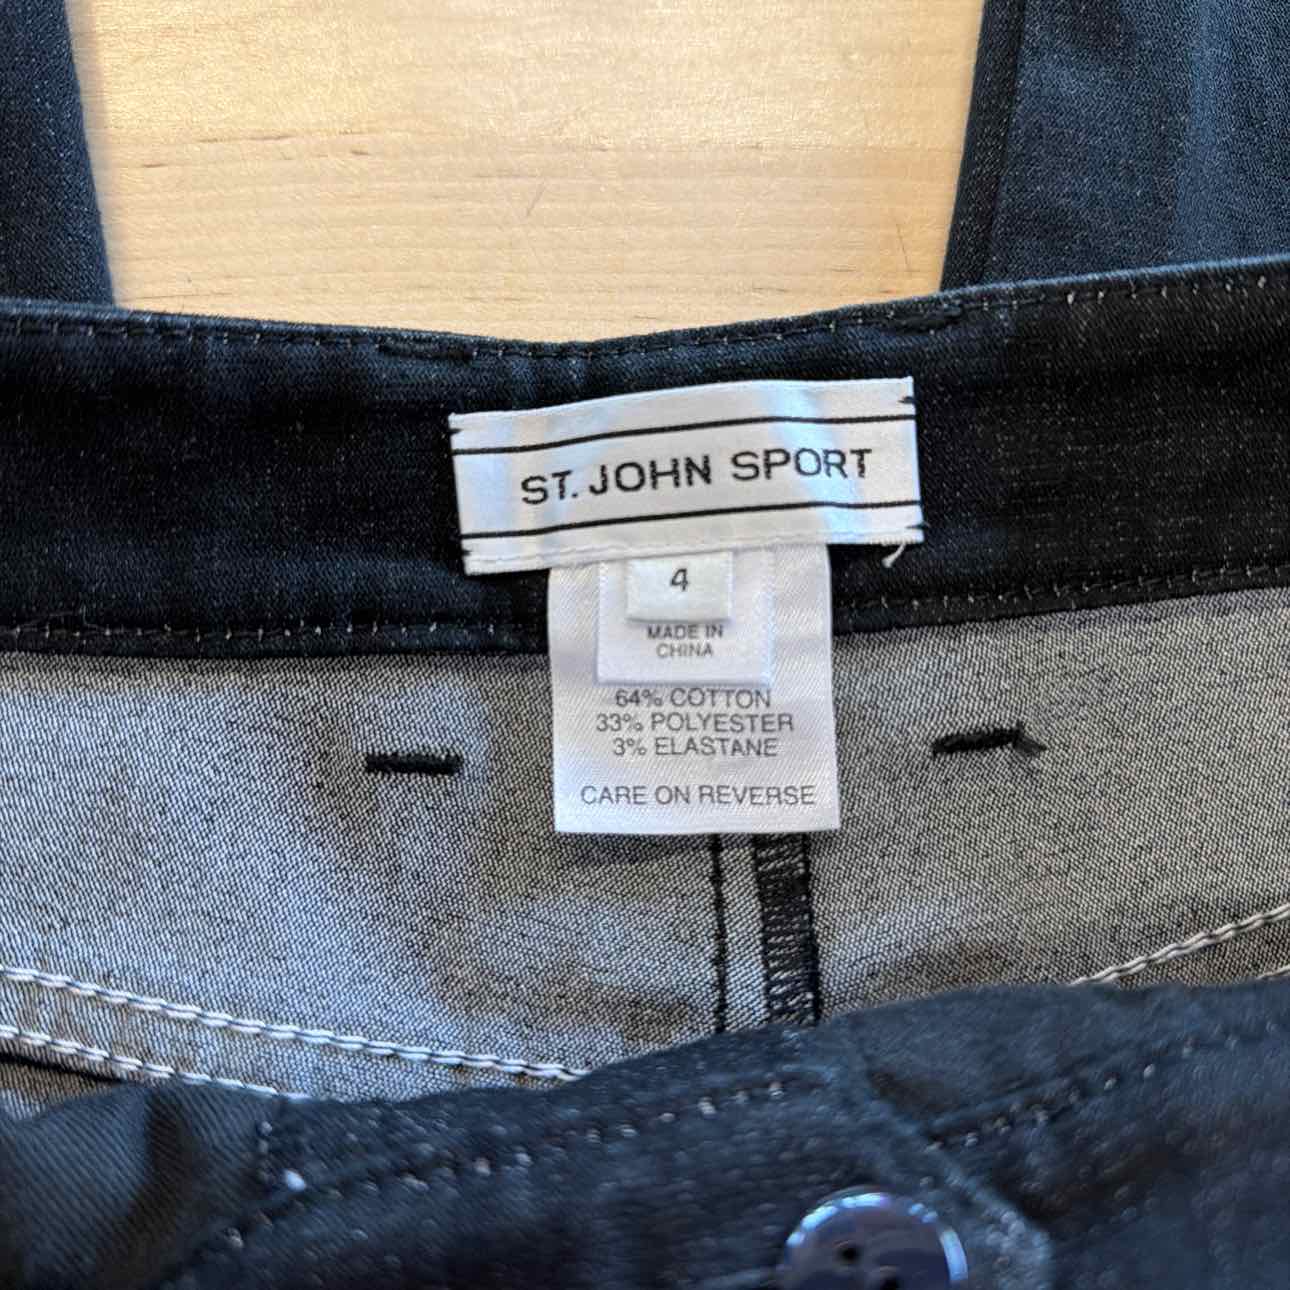 ST. JOHN SPORT
4
MADE IN
CHINA
64% COTTON
33% POLYESTER
3% ELASTANE
CARE ON REVERSE